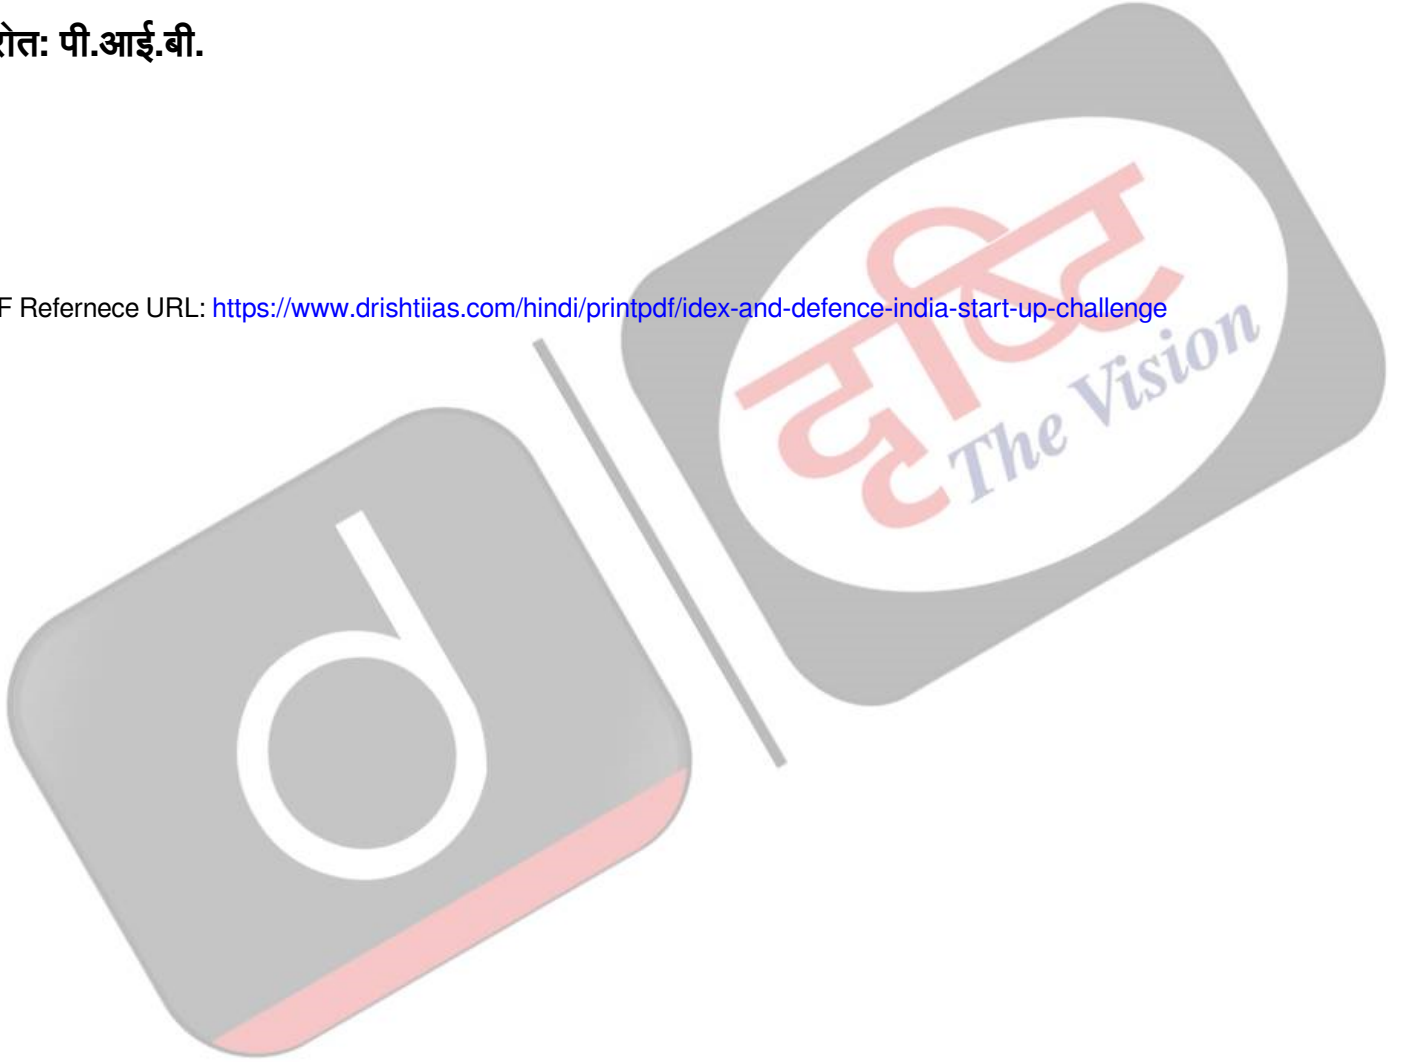 रोत: पी.आई.बी.
F Refernece URL: https://www.drishtiias.com/hindi/printpdf/idex-and-defence-india-start-up-challenge
दृष्टि
The Vision
d